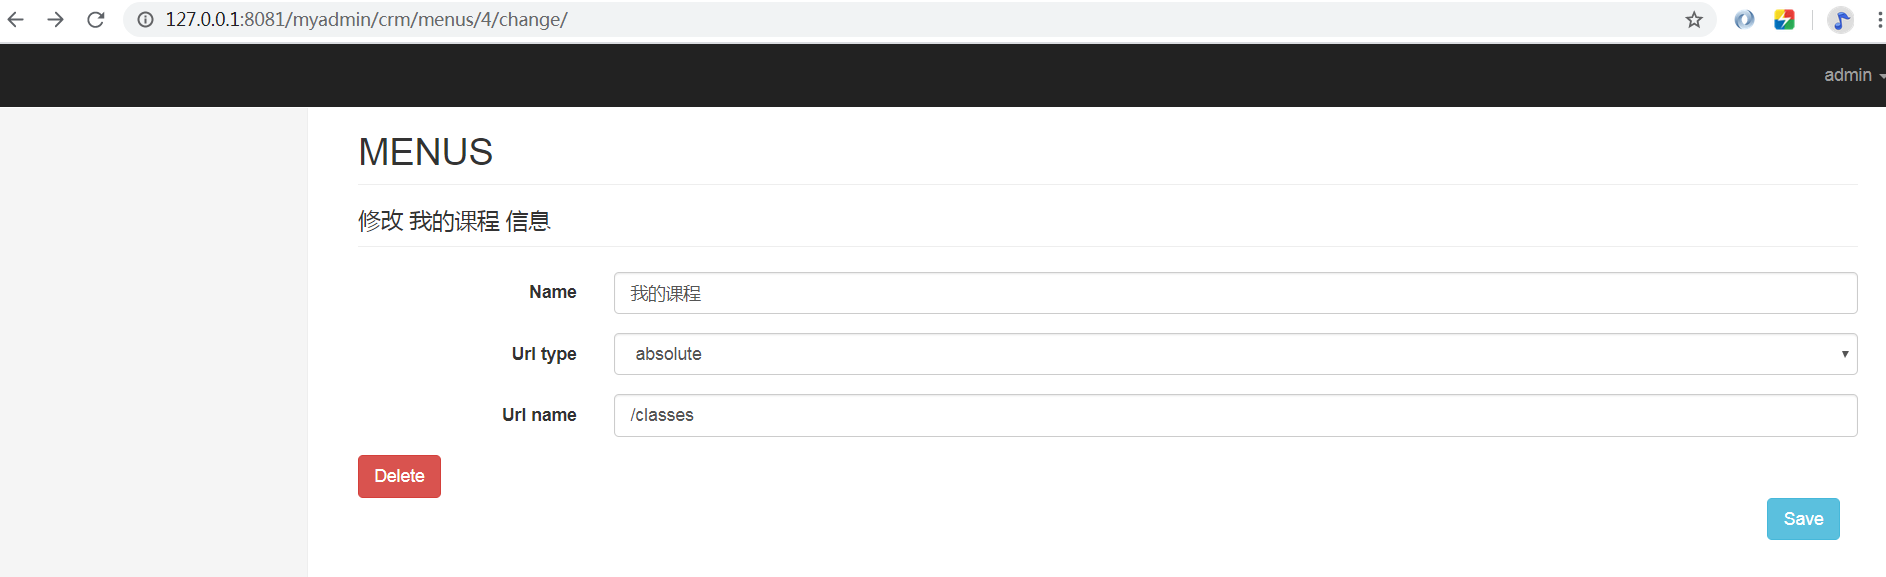 127.0.0.1:8081/myadmin/crm/menus/4/change/
admin
MENUS
修改 我的课程 信息
Name 我的课程
Url type absolute
Url name /classes
Delete
Save